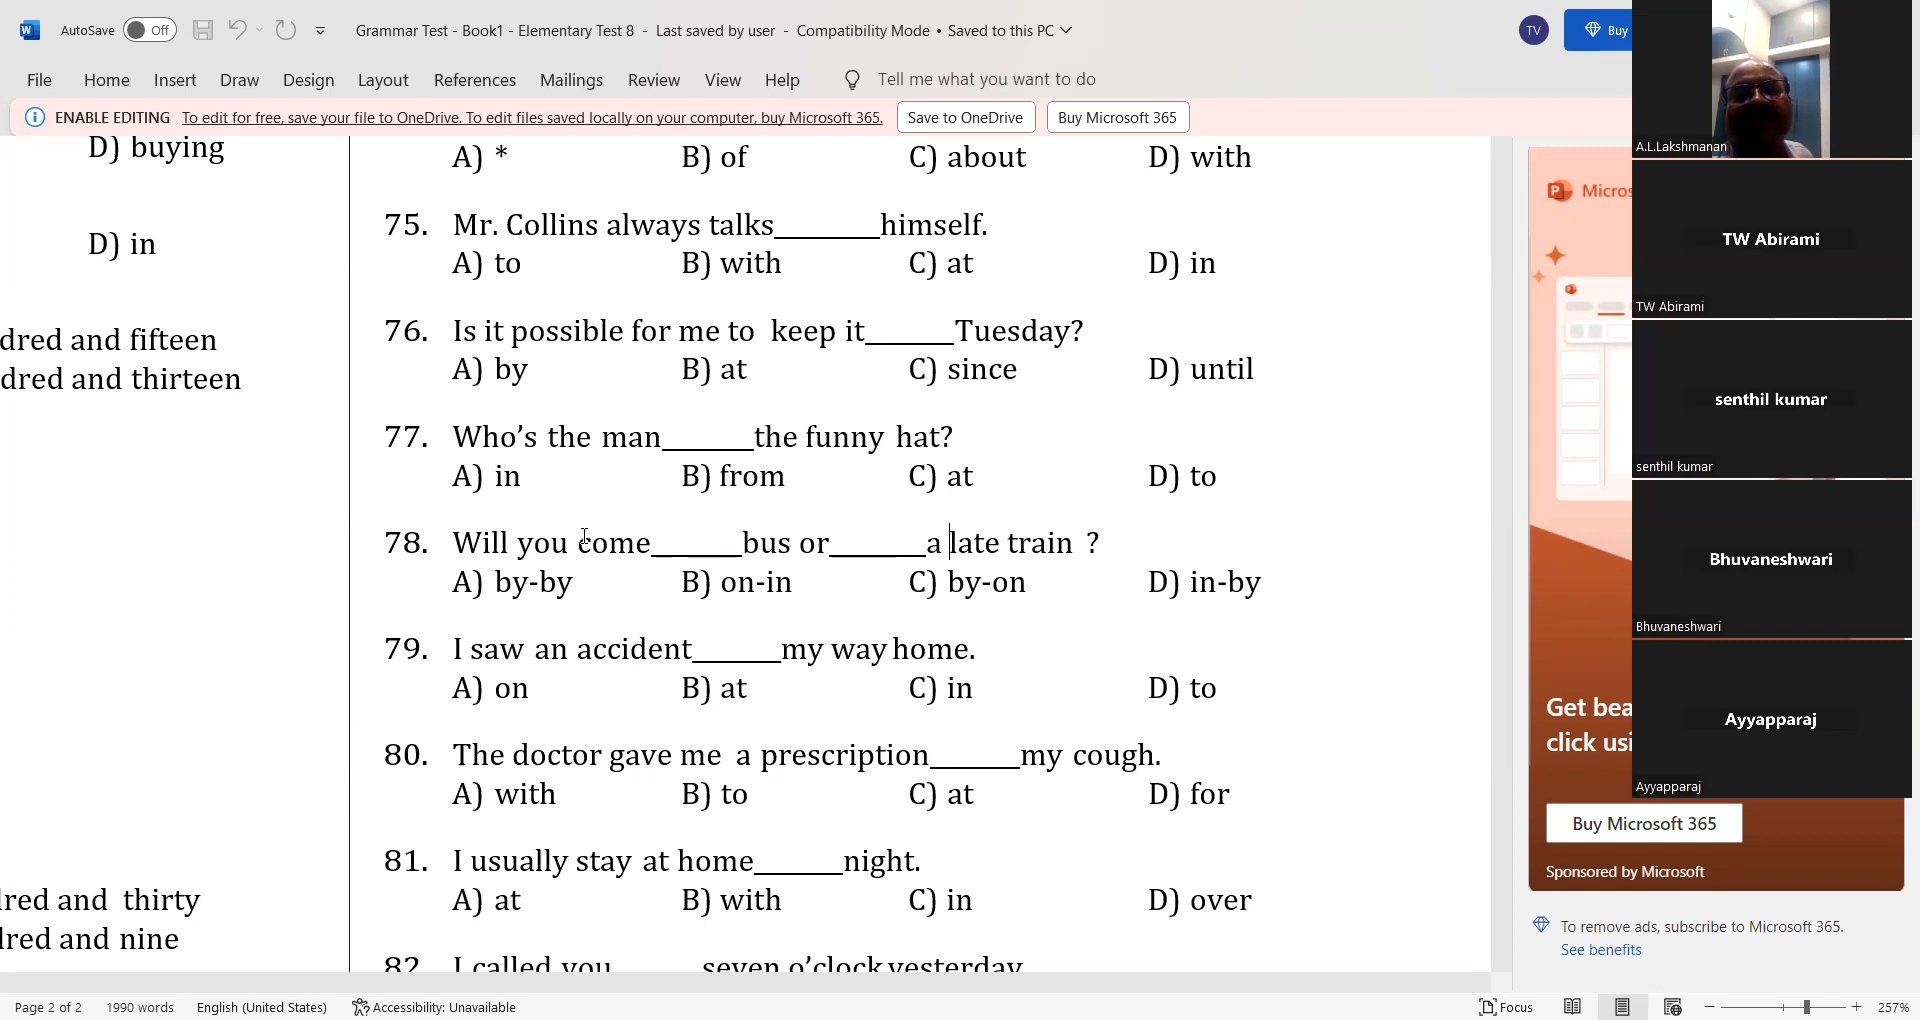 AutoSave Off Grammar Test - Book1 - Elementary Test 8 - Last saved by user - Compatibility Mode • Saved to this PC TV Buy
File Home Insert Draw Design Layout References Mailings Review View Help Tell me what you want to do
ENABLE EDITING To edit for free, save your file to OneDrive. To edit files saved locally on your computer, buy Microsoft 365. Save to OneDrive Buy Microsoft 365
D) buying
D) in
dred and fifteen
dred and thirteen
dred and nine
A) * B) of C) about D) with
75. Mr. Collins always talks_______himself.
A) to B) with C) at D) in
76. Is it possible for me to keep it______Tuesday?
A) by B) at C) since D) until
77. Who's the man______the funny hat?
A) in B) from C) at D) to
78. Will you come______bus or______a late train ?
A) by-by B) on-in C) by-on D) in-by
79. I saw an accident______my way home.
A) on B) at C) in D) to
80. The doctor gave me a prescription______my cough.
A) with B) to C) at D) for
81. I usually stay at home______night.
A) at B) with C) in D) over
82. I called you______seven o'clock yesterday
A.L.Lakshmanan
TW Abirami
TW Abirami
senthil kumar
senthil kumar
Bhuvaneshwari
Bhuvaneshwari
Ayyapparaj
Ayyapparaj
Buy Microsoft 365
Sponsored by Microsoft
To remove ads, subscribe to Microsoft 365.
See benefits
Page 2 of 2 1990 words English (United States) Accessibility: Unavailable Focus 257%